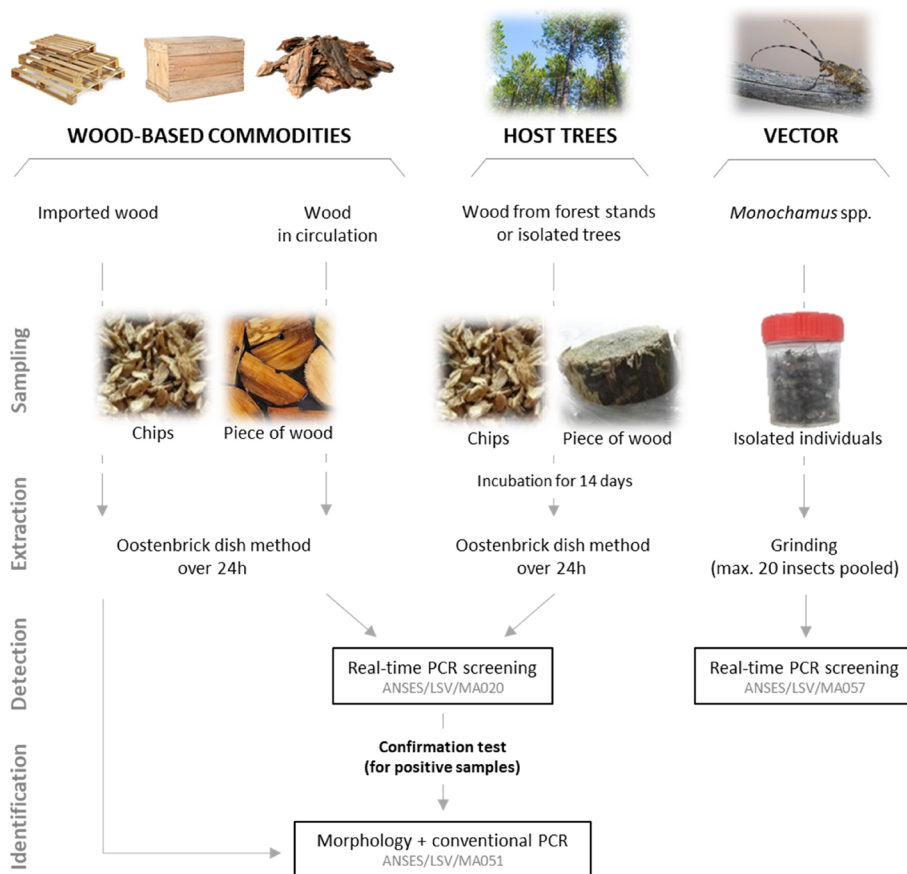 WOOD-BASED COMMODITIES
HOST TREES
VECTOR
Imported wood
Wood
in circulation
Wood from forest stands
or isolated trees
Monochamus spp.
Sampling
Chips
Piece of wood
Chips
Piece of wood
Isolated individuals
Extraction
Incubation for 14 days
Oostenbrick dish method
over 24h
Oostenbrick dish method
over 24h
Grinding
(max. 20 insects pooled)
Detection
Real-time PCR screening
ANSES/LSV/MA020
Real-time PCR screening
ANSES/LSV/MA057
Identification
Confirmation test
(for positive samples)
Morphology + conventional PCR
ANSES/LSV/MA051